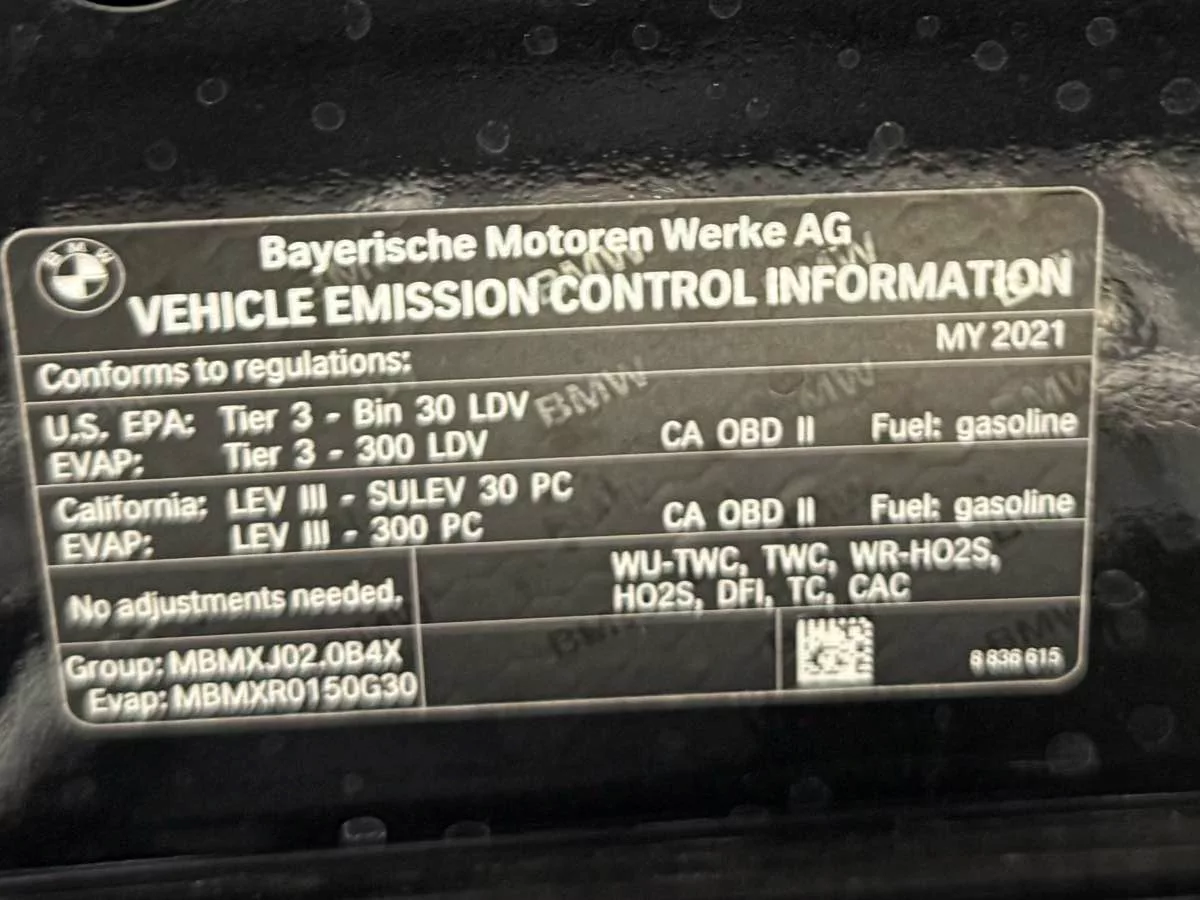 BMW
Bayerische Motoren Werke AG
VEHICLE EMISSION CONTROL INFORMATION
Conforms to regulations:
MY 2021
U.S. EPA: Tier 3 - Bin 30 LDV
EVAP: Tier 3 - 300 LDV CA OBD II Fuel: gasoline
California: LEV III - SULEV 30 PC
EVAP: LEV III - 300 PC CA OBD II Fuel: gasoline
No adjustments needed.
WU-TWC, TWC, WR-HO2S,
HO2S, DFI, TC, CAC
Group: MBMXJ02.0B4X
Evap: MBMXR0150G30
8 836 615